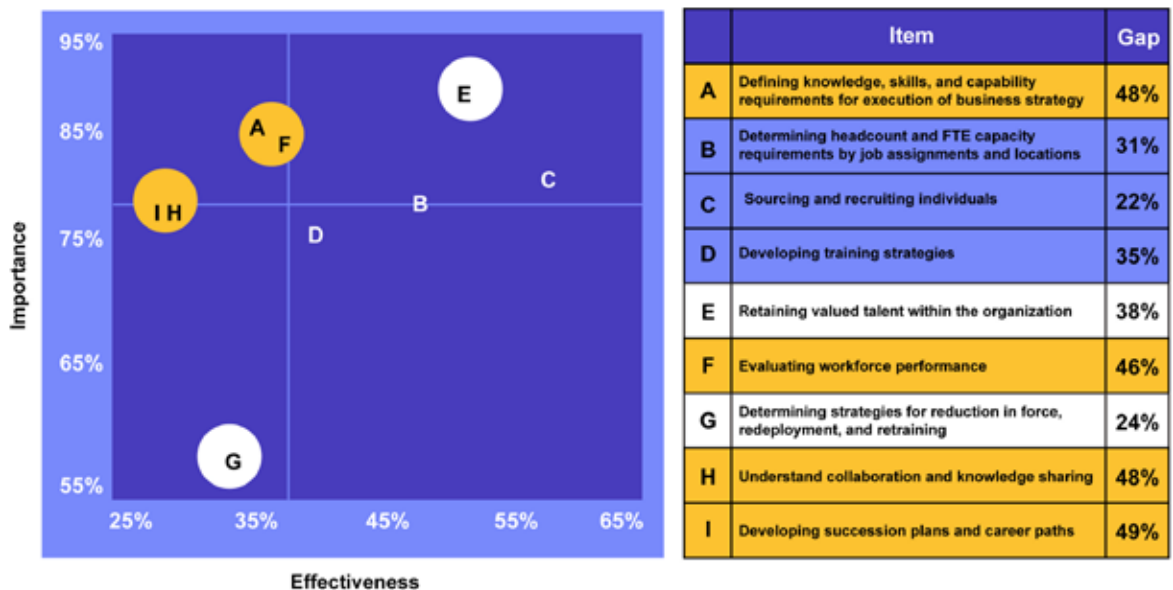 95%
E
A
F
85%
C
I H
B
75%
D
65%
G
55%
25%
35%
45%
55%
65%
Importance
Effectiveness
Item
Gap
A
Defining knowledge, skills, and capability
requirements for execution of business strategy
48%
B
Determining headcount and FTE capacity
requirements by job assignments and locations
31%
C
Sourcing and recruiting individuals
22%
D
Developing training strategies
35%
E
Retaining valued talent within the organization
38%
F
Evaluating workforce performance
46%
G
Determining strategies for reduction in force,
redeployment, and retraining
24%
H
Understand collaboration and knowledge sharing
48%
I
Developing succession plans and career paths
49%